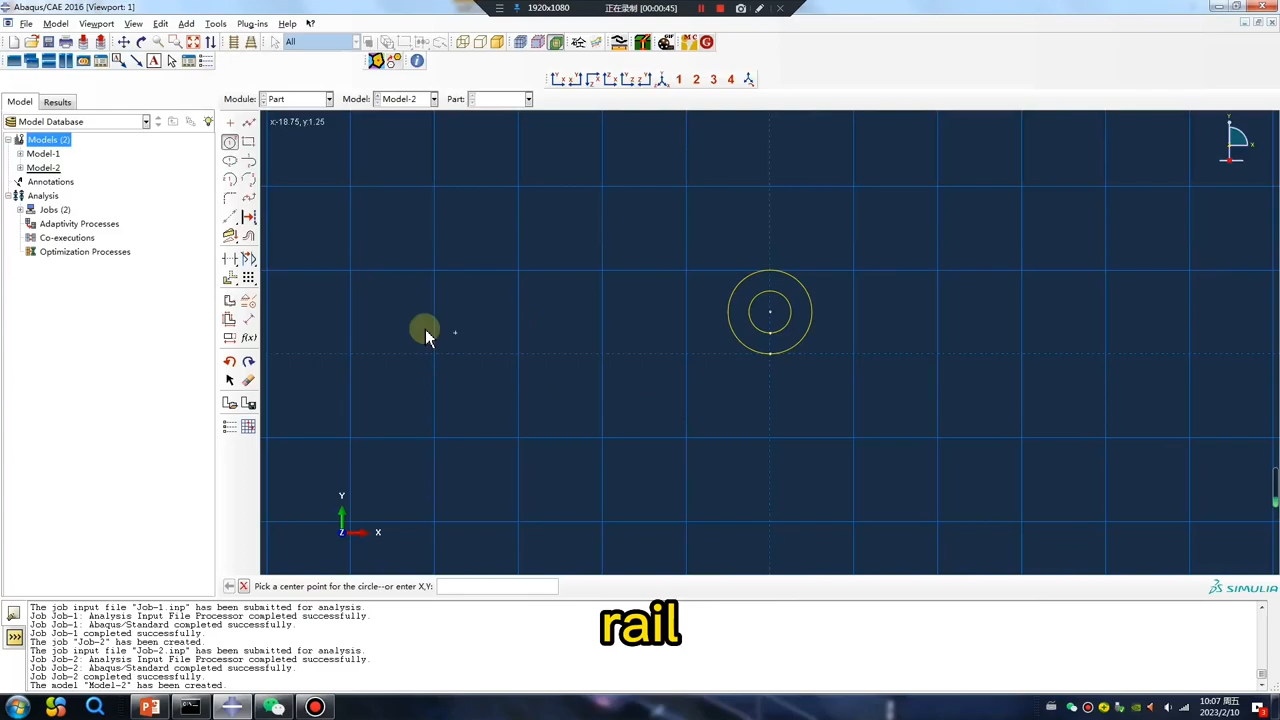 Abaqus/CAE 2016 [Viewport: 1]
1920x1080
正在录制 [00:00:45]
File
Model
Viewport
View
Edit
Add
Tools
Plug-ins
Help
All
1 2 3 4
Model
Results
Module:
Part
Model:
Model-2
Part:
Model Database
Models (2)
Model-1
Model-2
Annotations
Analysis
Jobs (2)
Adaptivity Processes
Co-executions
Optimization Processes
x:-18.75, y:1.25
f(x)
Y
X
Y
Z
X
Pick a center point for the circle--or enter X,Y:
SIMULIA
The job input file "Job-1.inp" has been submitted for analysis.
Job Job-1: Analysis Input File Processor completed successfully.
Job Job-1: Abaqus/Standard completed successfully.
Job Job-1 completed successfully.
The job "Job-2" has been created.
The job input file "Job-2.inp" has been submitted for analysis.
Job Job-2: Analysis Input File Processor completed successfully.
Job Job-2: Abaqus/Standard completed successfully.
Job Job-2 completed successfully.
The model "Model-2" has been created.
>>>
rail
10:07 周五
2023/2/10